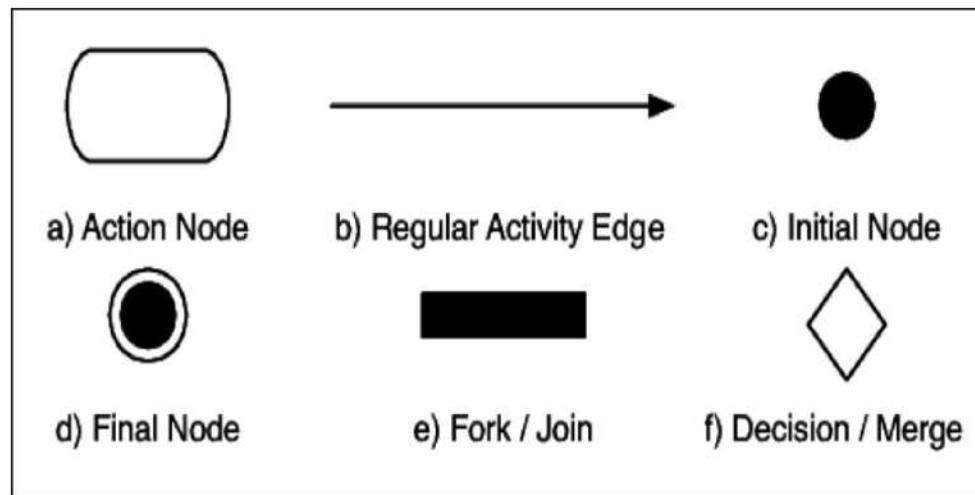 a) Action Node
b) Regular Activity Edge
c) Initial Node
d) Final Node
e) Fork / Join
f) Decision / Merge